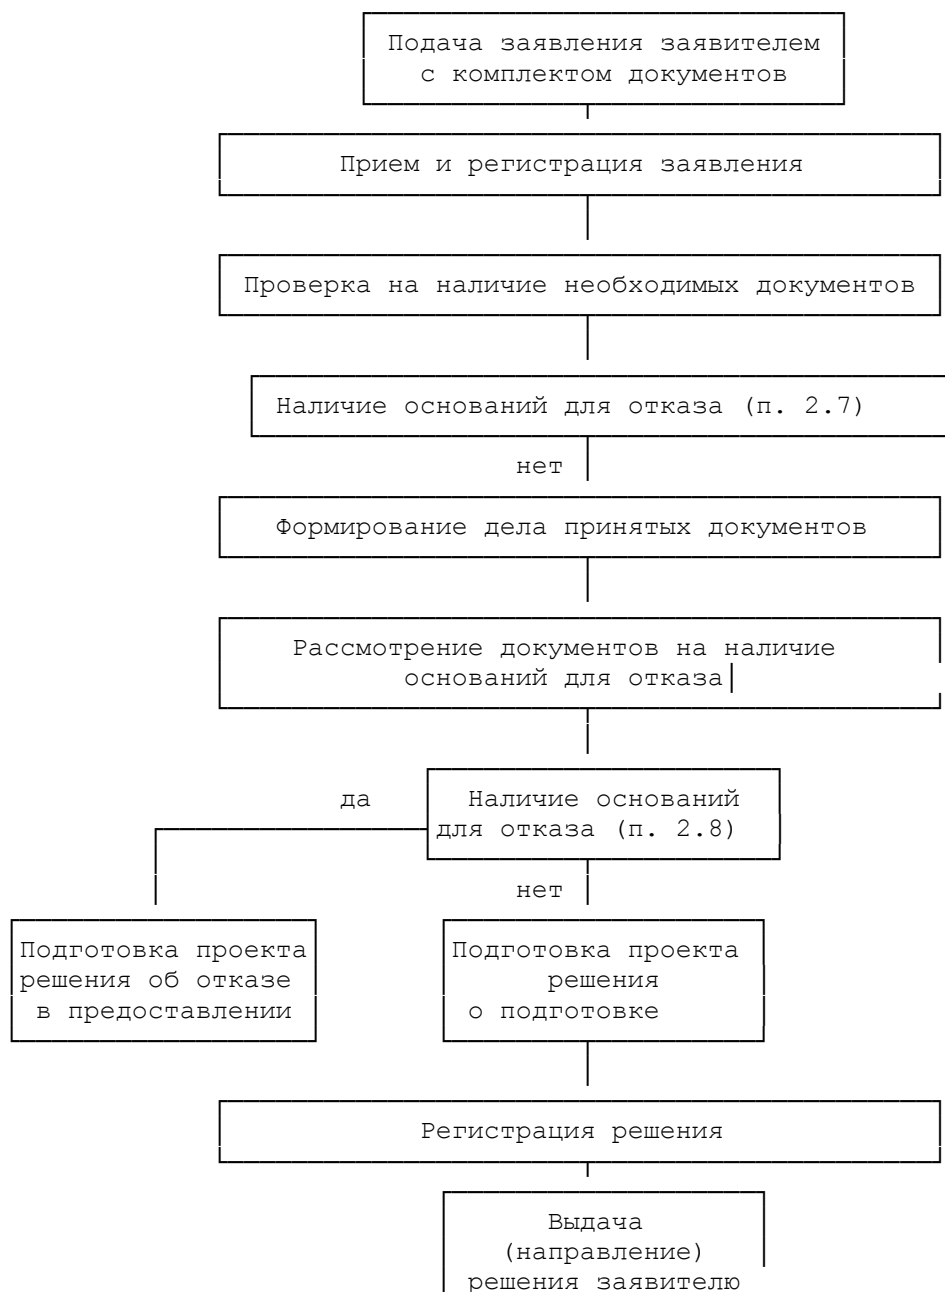 Подача заявления заявителем
с комплектом документов
Прием и регистрация заявления
Проверка на наличие необходимых документов
Наличие оснований для отказа (п. 2.7)
нет
Формирование дела принятых документов
Рассмотрение документов на наличие
оснований для отказа
да
Наличие оснований
для отказа (п. 2.8)
нет
Подготовка проекта
решения об отказе
в предоставлении
Подготовка проекта
решения
о подготовке
Регистрация решения
Выдача
(направление)
решения заявителю